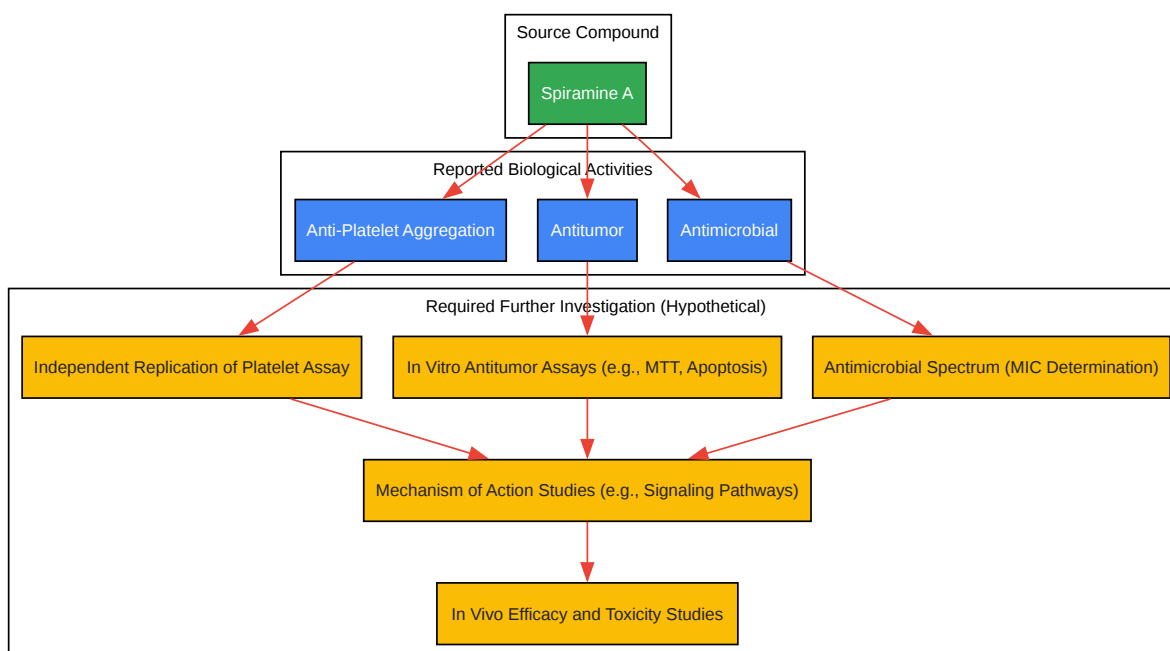 Source Compound
Spiramine A
Reported Biological Activities
Anti-Platelet Aggregation
Antitumor
Antimicrobial
Required Further Investigation (Hypothetical)
Independent Replication of Platelet Assay
In Vitro Antitumor Assays (e.g., MTT, Apoptosis)
Antimicrobial Spectrum (MIC Determination)
Mechanism of Action Studies (e.g., Signaling Pathways)
In Vivo Efficacy and Toxicity Studies